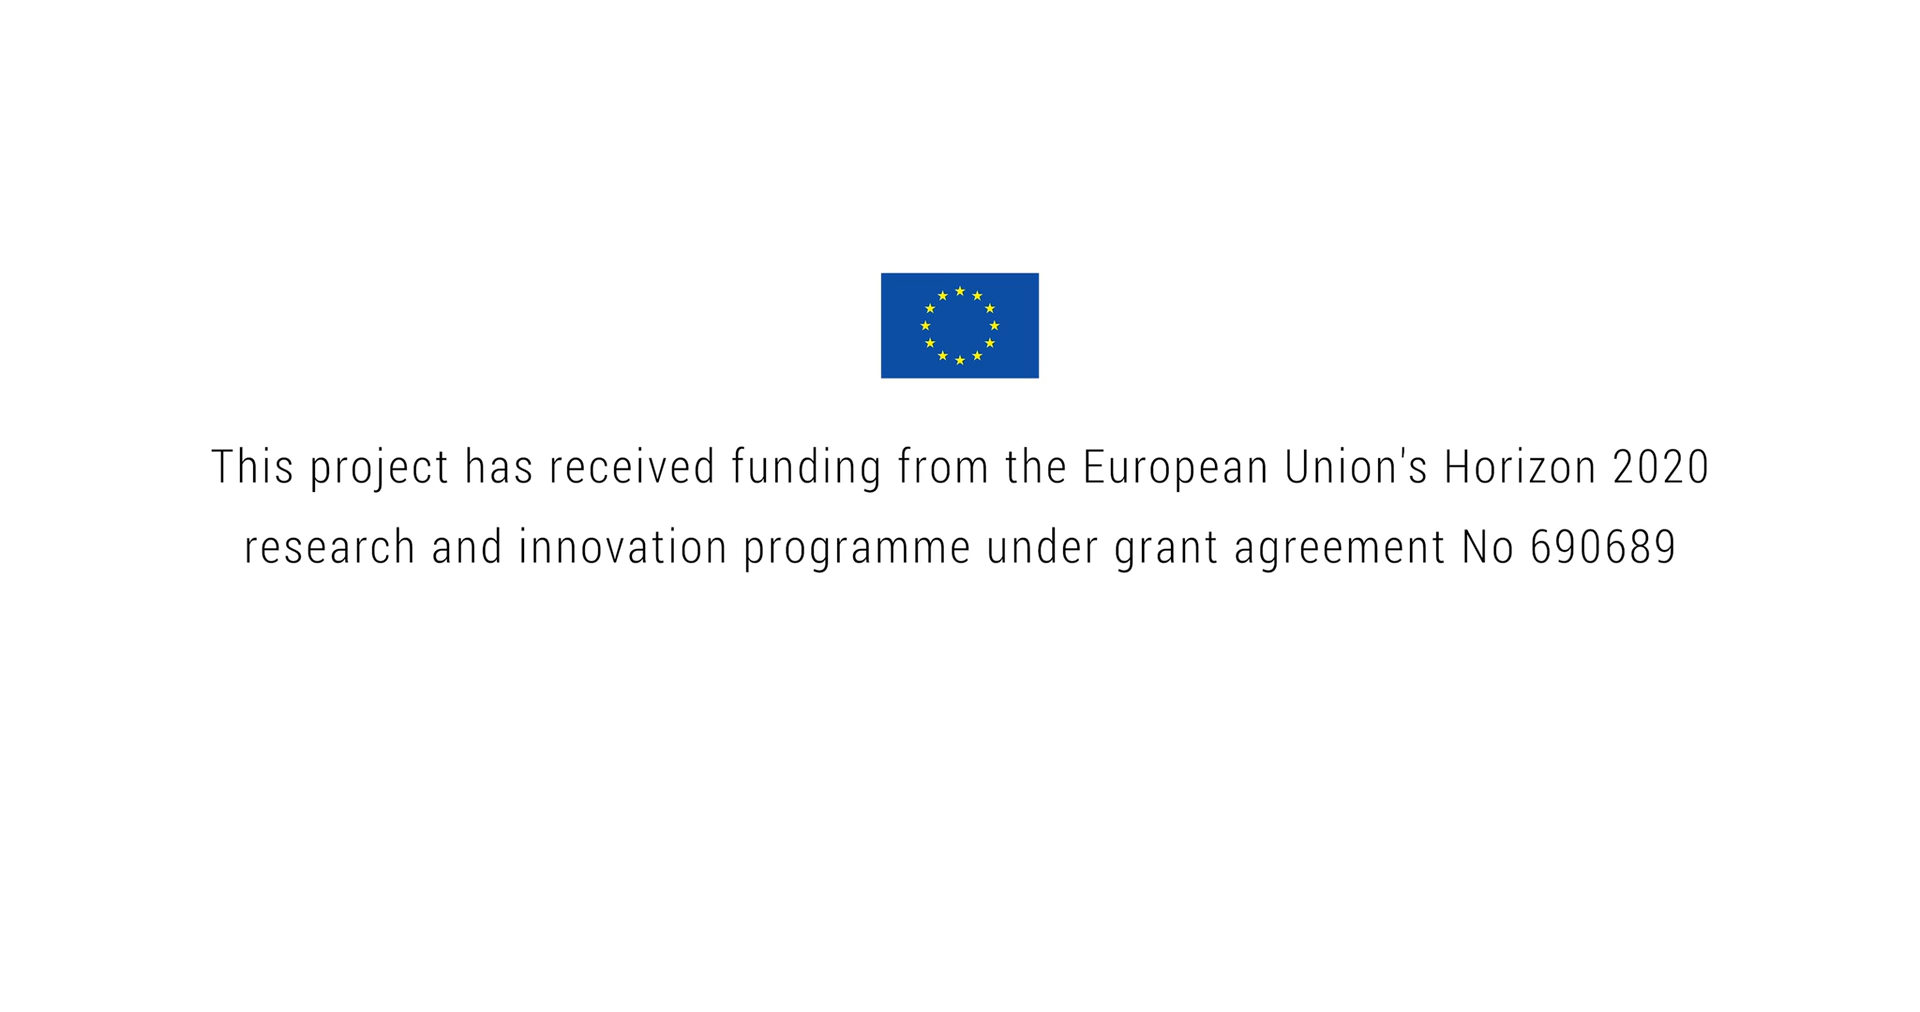 This project has received funding from the European Union's Horizon 2020
research and innovation programme under grant agreement No 690689